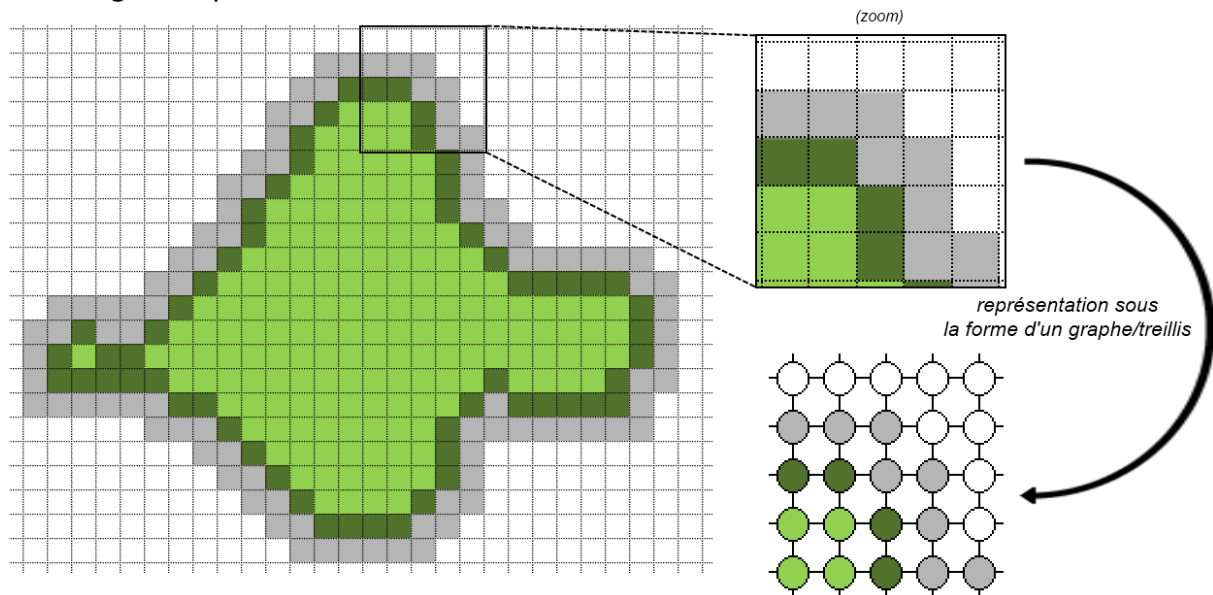 (zoom)
représentation sous
la forme d'un graphe/treillis